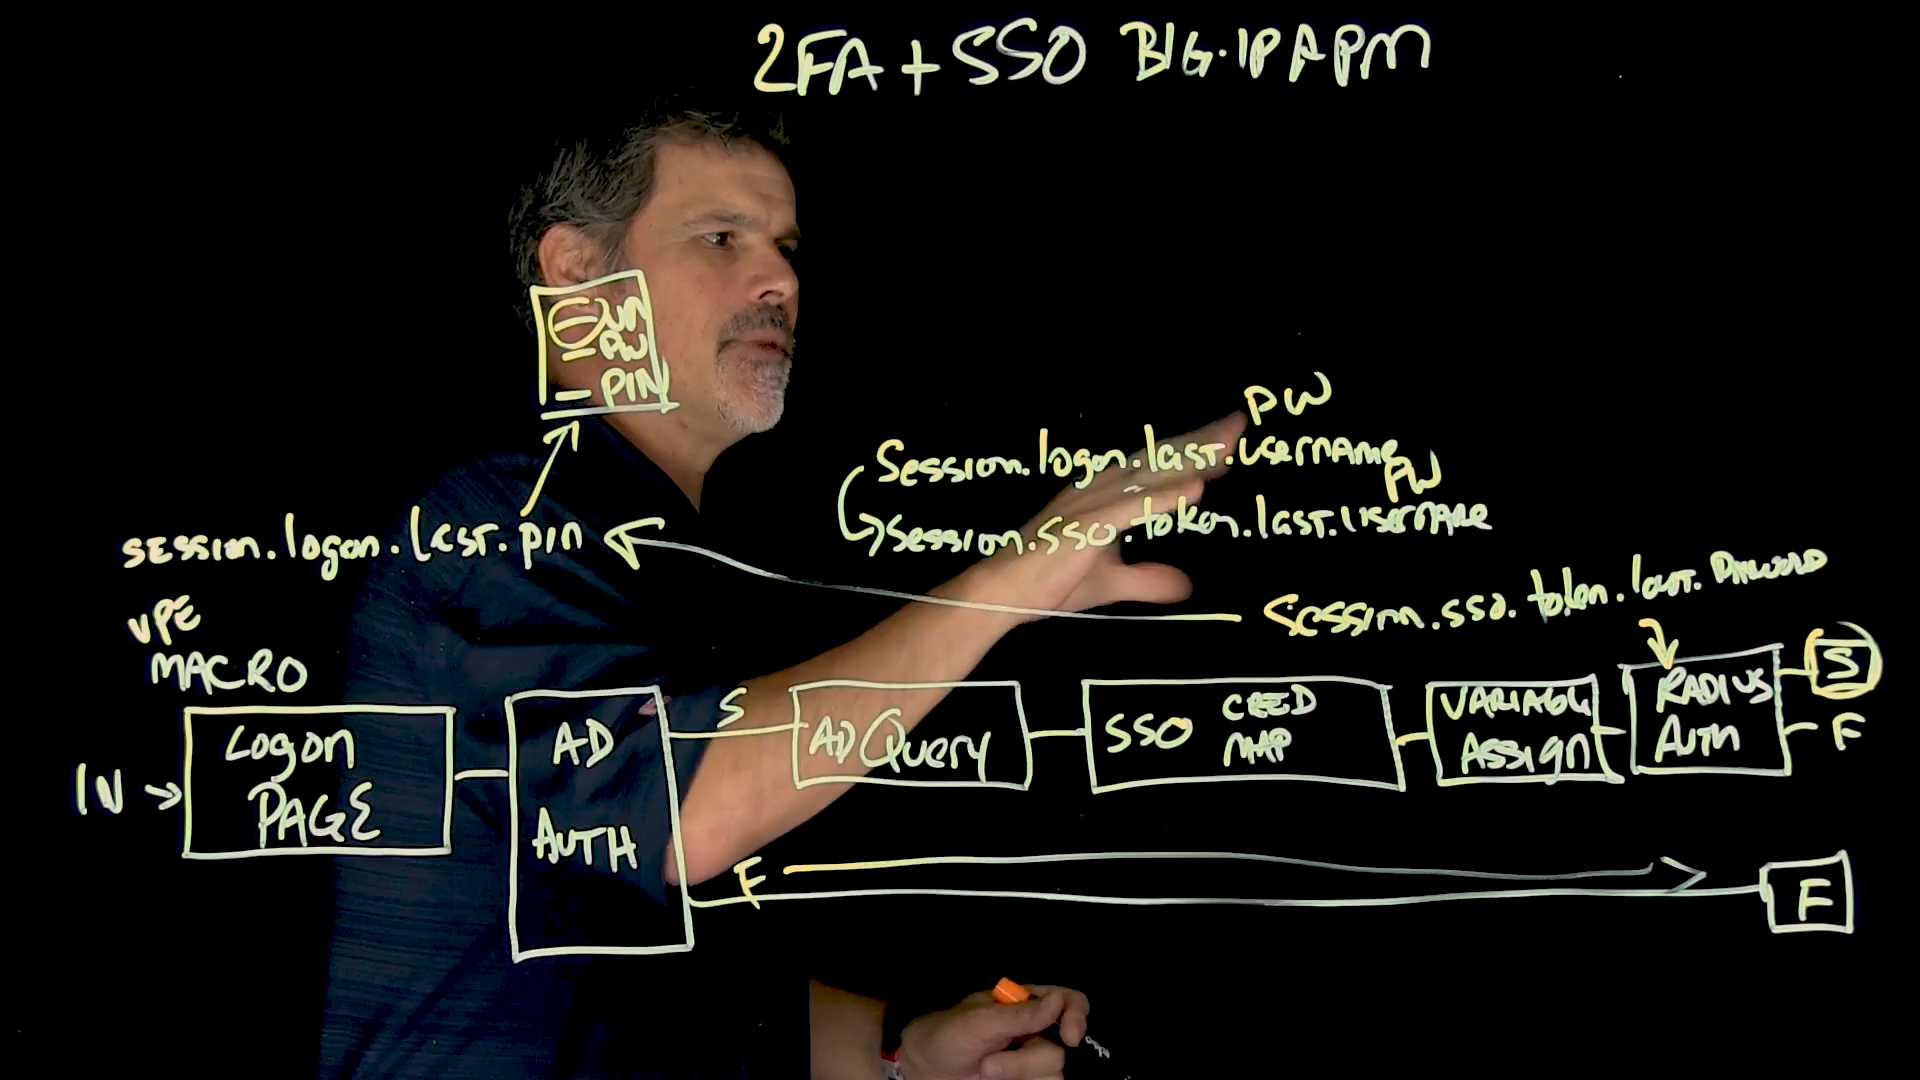 2FA + SSO BIG-IP APM
UN
PW
PIN
PW
Session.logon.last.username
PW
Session.sso.token.last.username
session.logon.last.pin
Session.sso.token.last.password
VPE
MACRO
IN
Logon
PAGE
AD
AUTH
S
AD Query
SSO CRED
MAP
VARIABLE
ASSIGN
RADIUS
AUTH
S
F
F
F